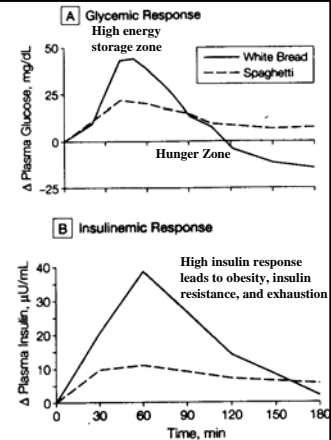 A Glycemic Response
High energy
storage zone
White Bread
Spaghetti
Δ Plasma Glucose, mg/dL
50
25
0
−25
Hunger Zone
B Insulinemic Response
High insulin response
leads to obesity, insulin
resistance, and exhaustion
Δ Plasma Insulin, μU/mL
40
30
20
10
0
0 30 60 90 120 150 180
Time, min